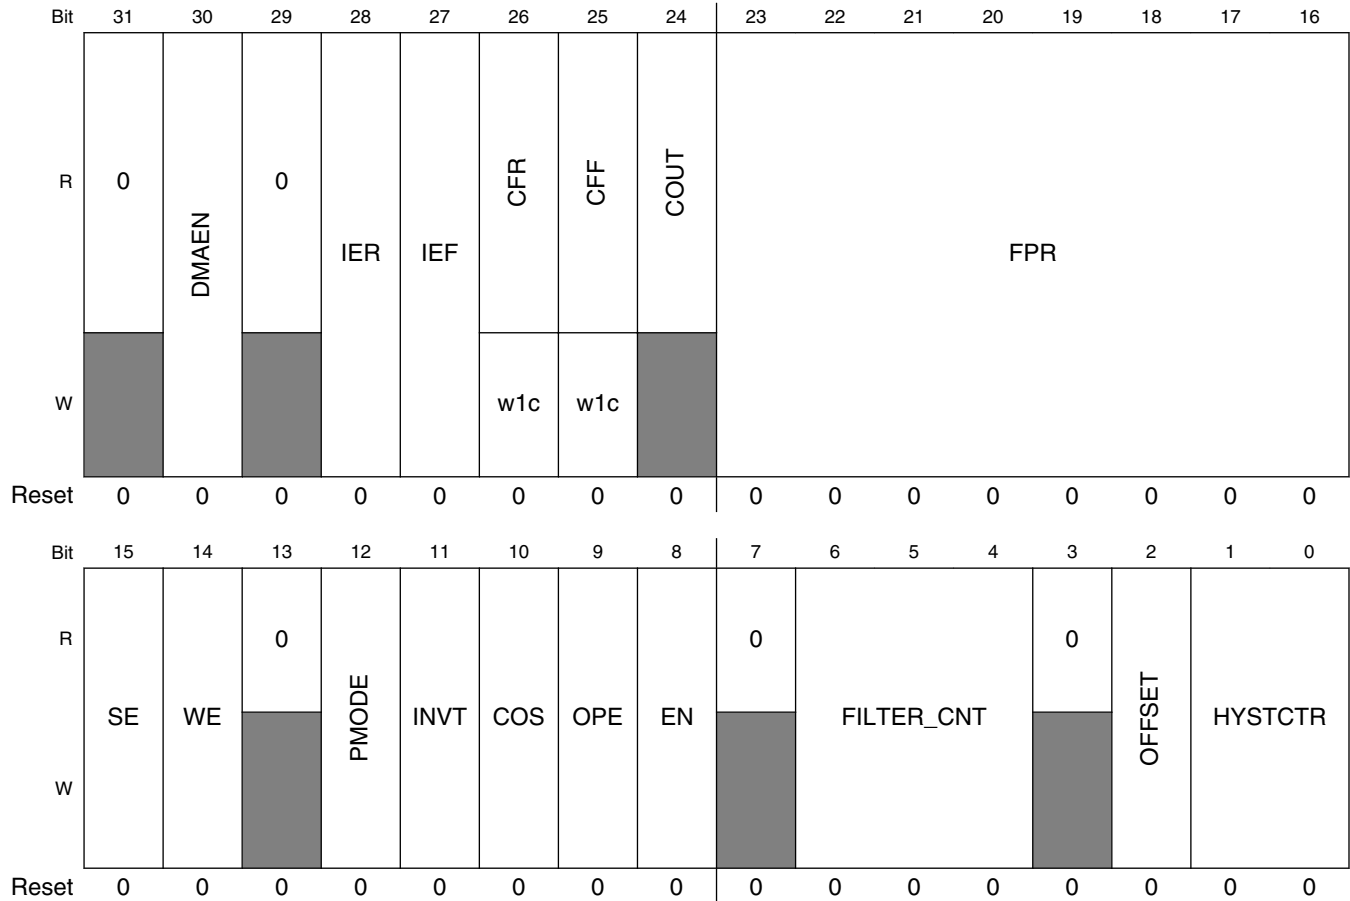 Bit 31 30 29 28 27 26 25 24 23 22 21 20 19 18 17 16
R 0 DMAEN 0 IER IEF CFR CFF COUT FPR
W w1c w1c
Reset 0 0 0 0 0 0 0 0 0 0 0 0 0 0 0 0
Bit 15 14 13 12 11 10 9 8 7 6 5 4 3 2 1 0
R 0 0 0
SE WE PMODE INVT COS OPE EN FILTER_CNT OFFSET HYSTCTR
W
Reset 0 0 0 0 0 0 0 0 0 0 0 0 0 0 0 0